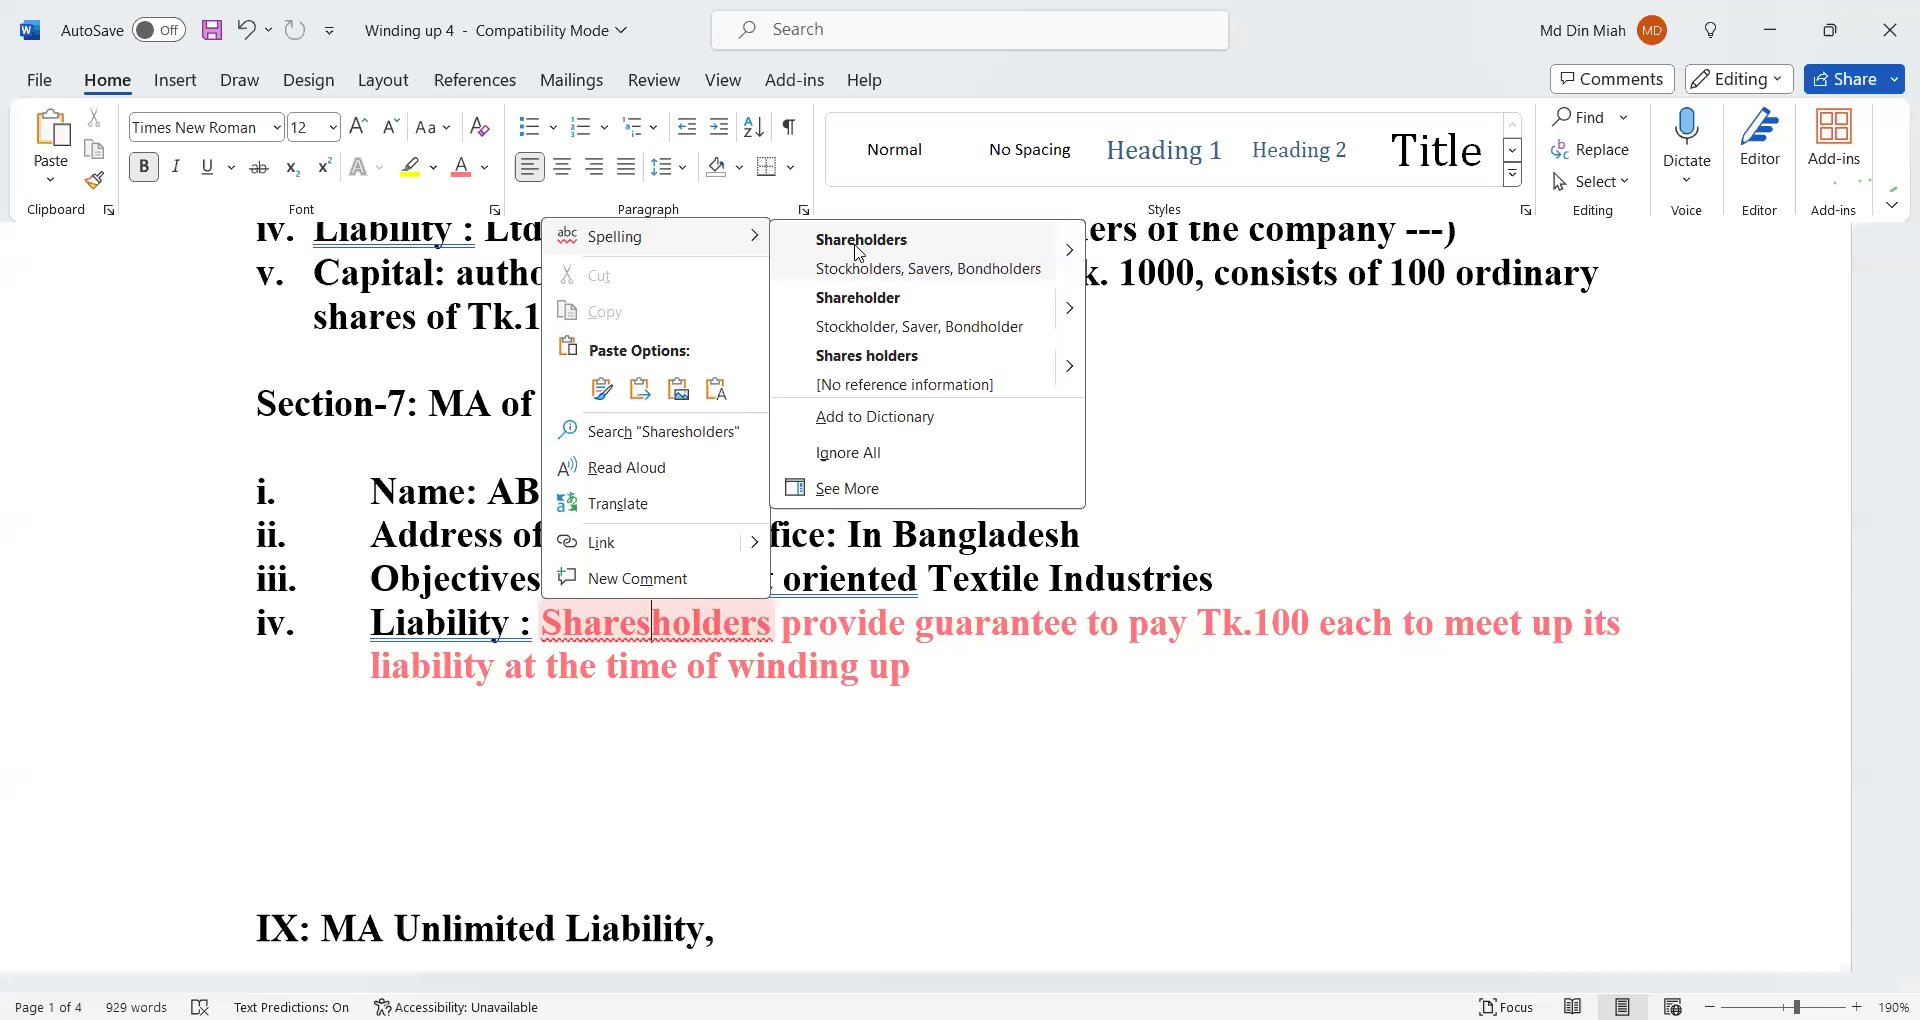 AutoSave Off Winding up 4 - Compatibility Mode Search Md Din Miah MD
File Home Insert Draw Design Layout References Mailings Review View Add-ins Help Comments Editing Share
Paste Times New Roman 12 Aa Normal No Spacing Heading 1 Heading 2 Title Find Replace Select Dictate Editor Add-ins
Clipboard Font Paragraph Styles Editing Voice Editor Add-ins
iv. Liability : Ltd ers of the company ---)
v. Capital: autho k. 1000, consists of 100 ordinary
shares of Tk.1
Section-7: MA of
i. Name: AB
ii. Address of fice: In Bangladesh
iii. Objectives oriented Textile Industries
iv. Liability : Sharesholders provide guarantee to pay Tk.100 each to meet up its
liability at the time of winding up
IX: MA Unlimited Liability,
Spelling
Cut
Copy
Paste Options:
Search "Sharesholders"
Read Aloud
Translate
Link
New Comment
Shareholders
Stockholders, Savers, Bondholders
Shareholder
Stockholder, Saver, Bondholder
Shares holders
[No reference information]
Add to Dictionary
Ignore All
See More
Page 1 of 4 929 words Text Predictions: On Accessibility: Unavailable Focus 190%